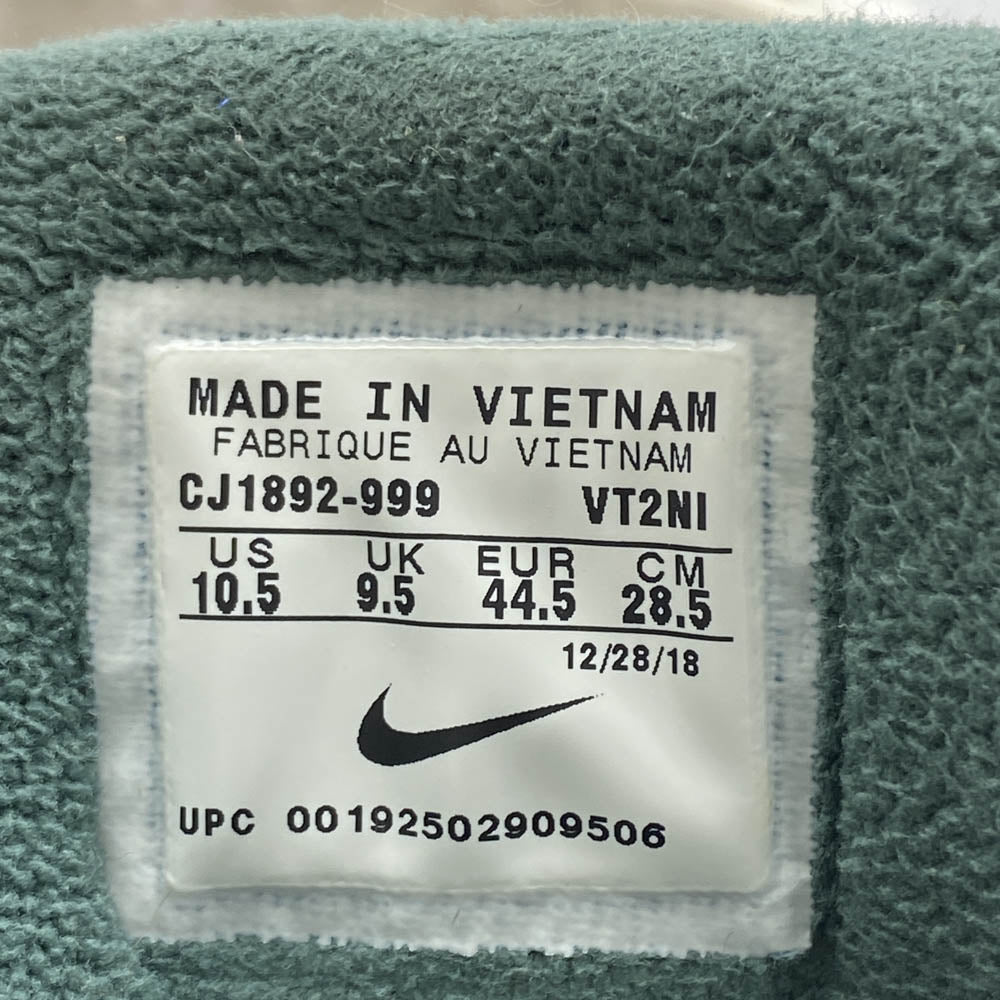 MADE IN VIETNAM
FABRIQUE AU VIETNAM
CJ1892-999 VT2NI
US UK EUR CM
10.5 9.5 44.5 28.5
12/28/18
UPC 00192502909506